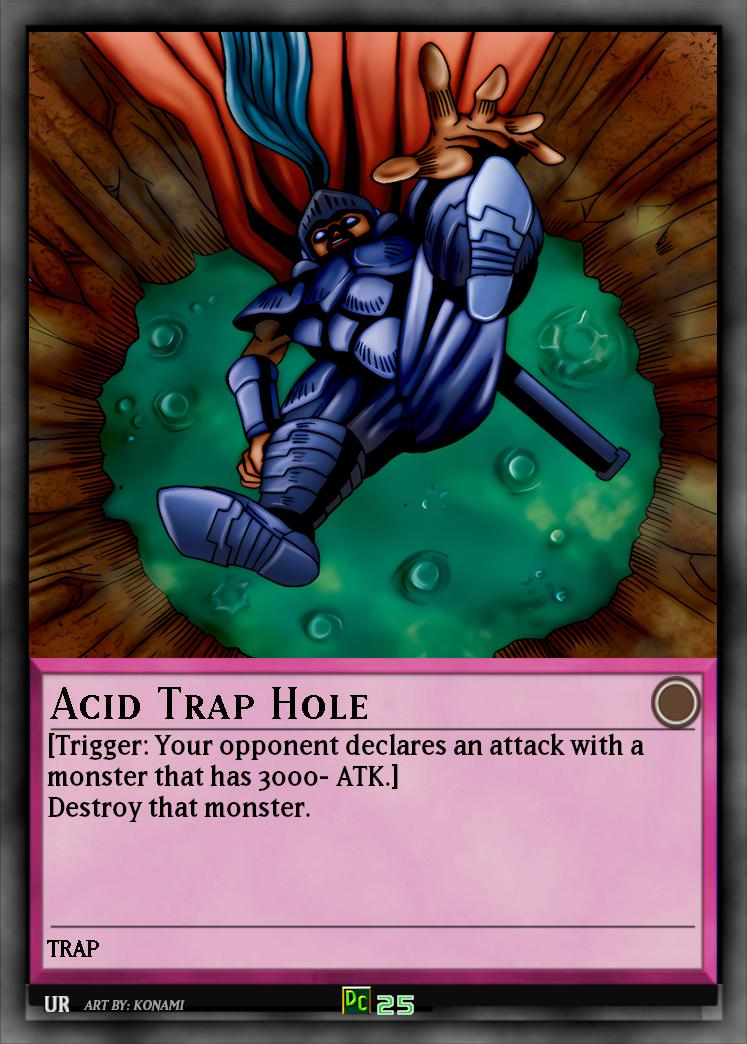 Acid Trap Hole
[Trigger: Your opponent declares an attack with a
monster that has 3000- ATK.]
Destroy that monster.
TRAP
UR ART BY: KONAMI DC 25